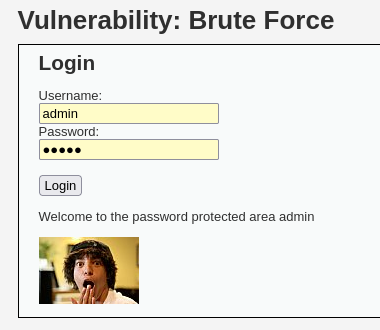 Vulnerability: Brute Force
Login
Username:
admin
Password:
●●●●●
Login
Welcome to the password protected area admin